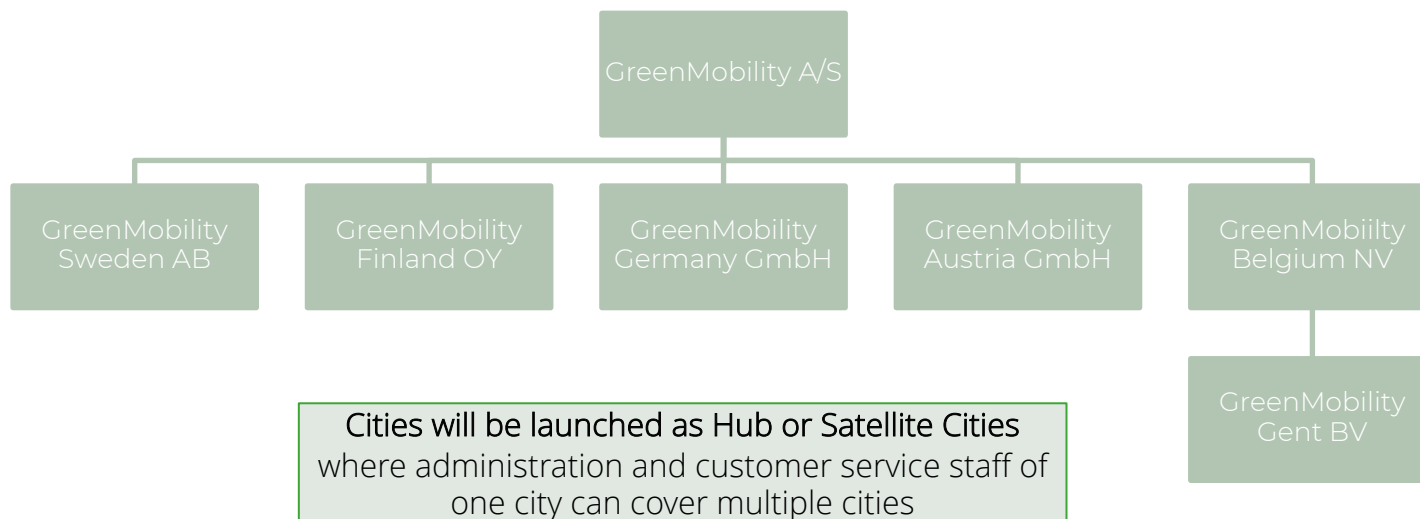 GreenMobility A/S
GreenMobility
Sweden AB
GreenMobility
Finland OY
GreenMobility
Germany GmbH
GreenMobility
Austria GmbH
GreenMobiilty
Belgium NV
GreenMobility
Gent BV
Cities will be launched as Hub or Satellite Cities
where administration and customer service staff of
one city can cover multiple cities